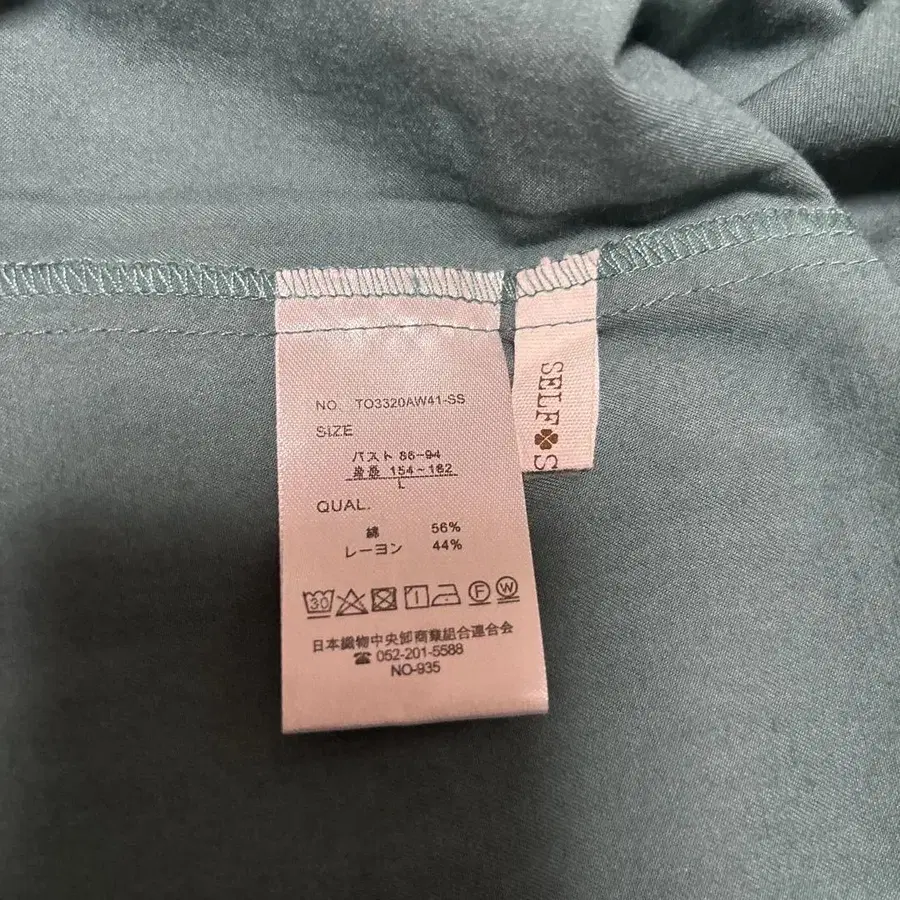 NO. TO3320AW41-SS
SIZE
バスト 86-94
身長 154~162
L
QUAL.
綿 56%
レーヨン 44%
30 F W
日本織物中央卸商業組合連合会
☎ 052-201-5588
NO-935
SELF S